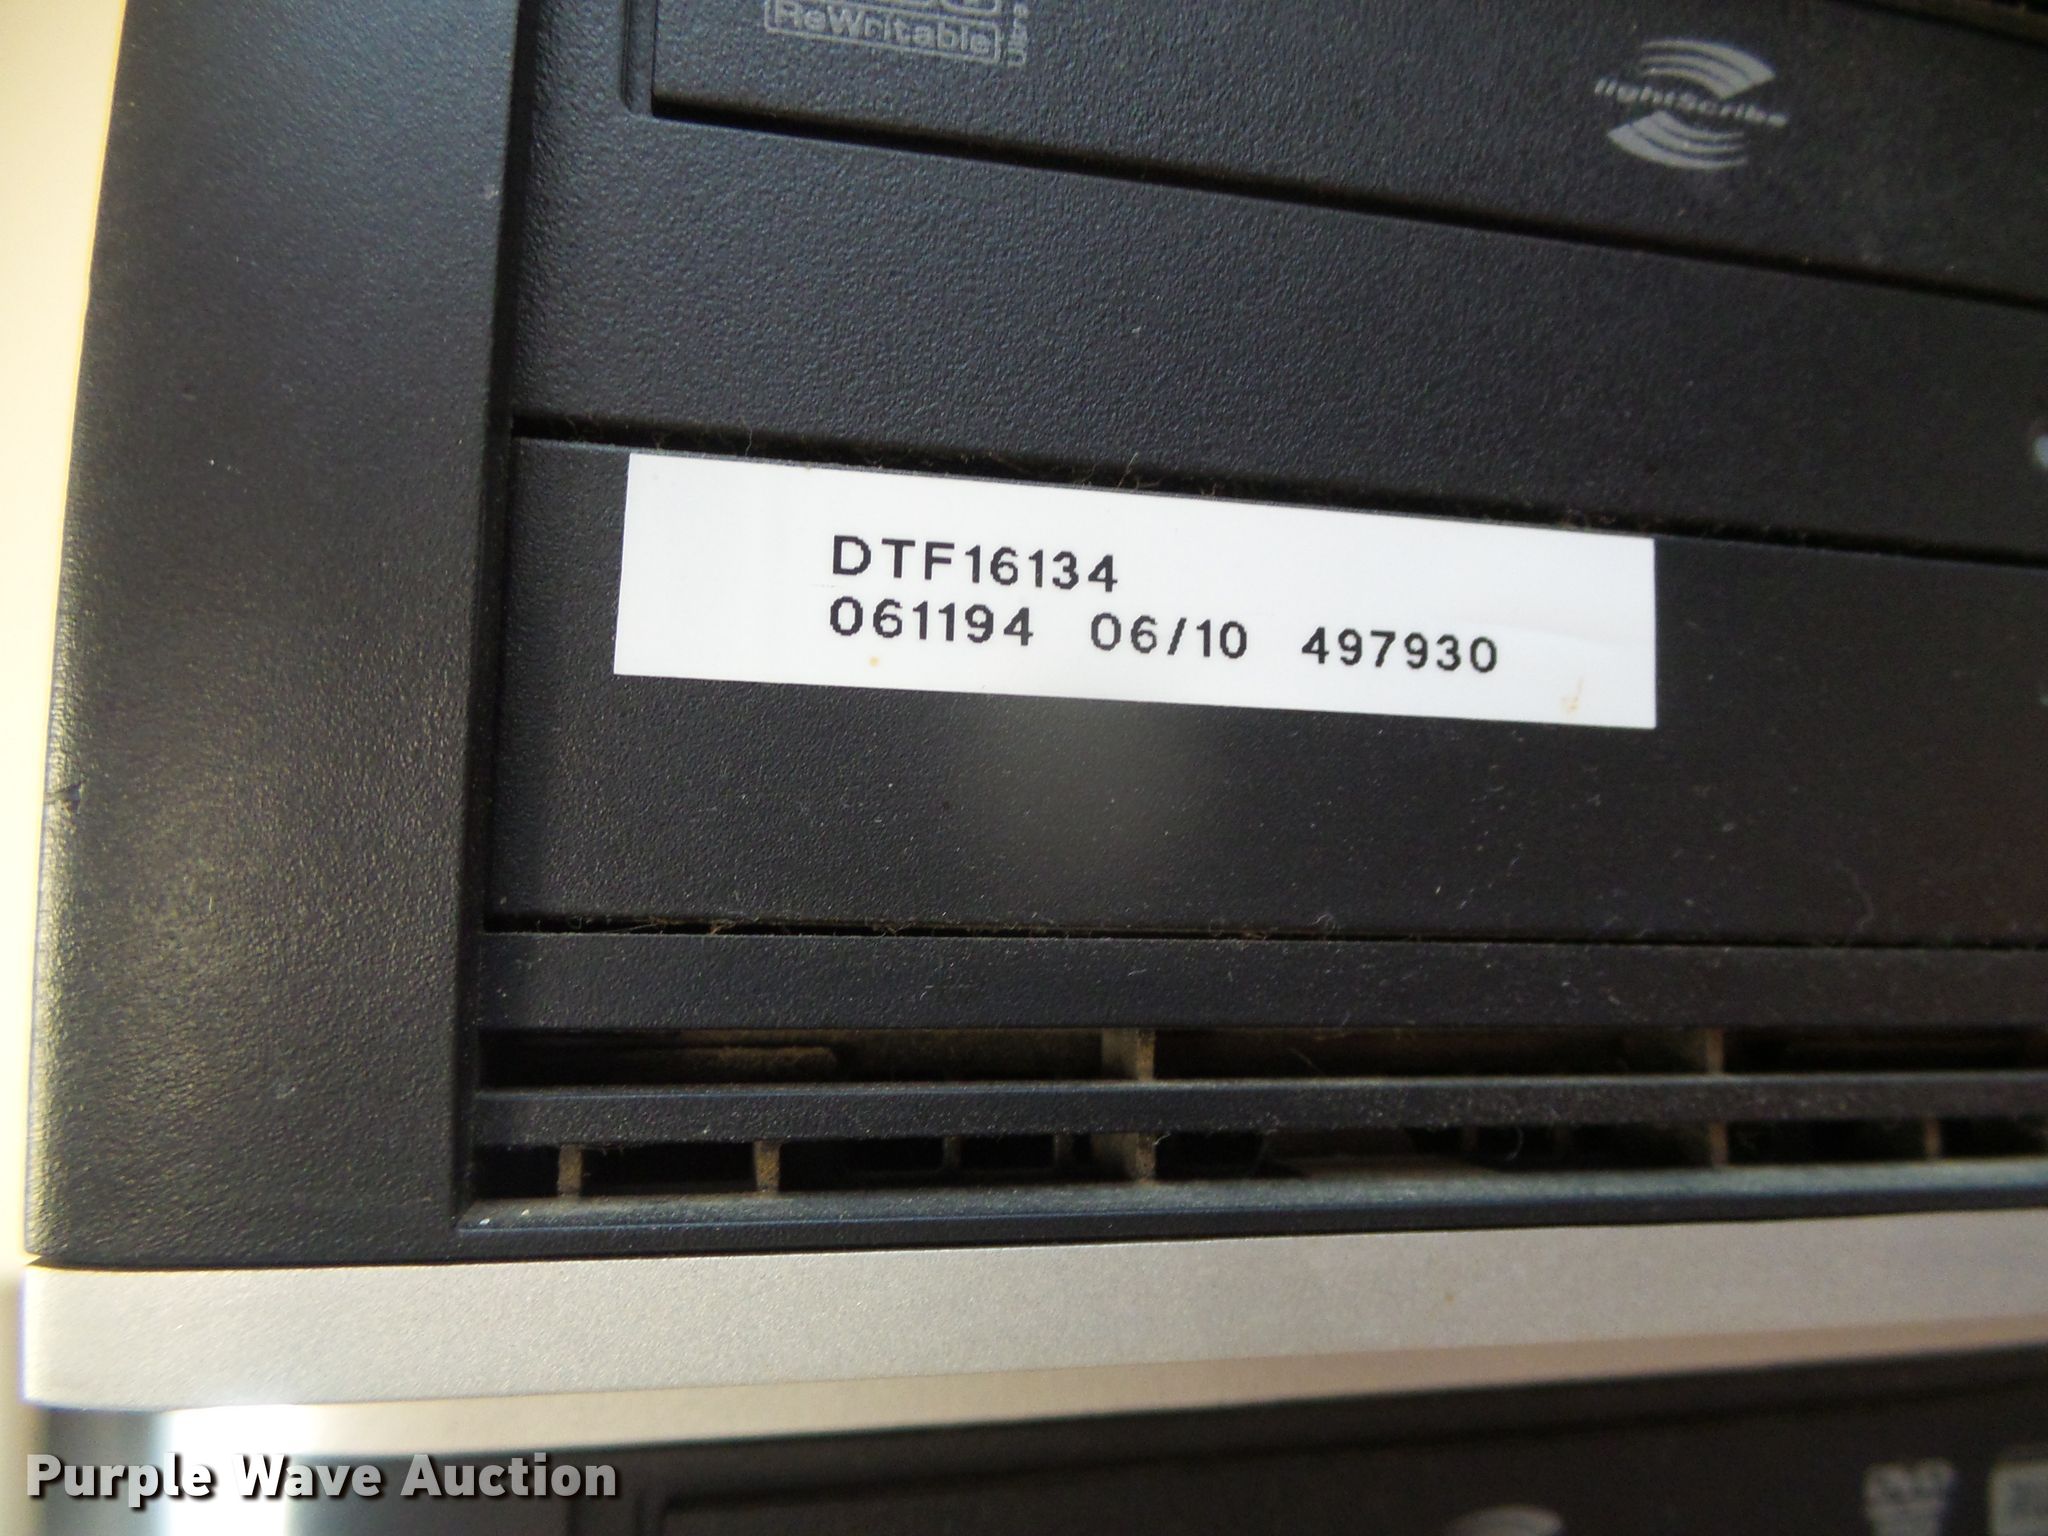 ReWritable
lightScribe
DTF16134
061194 06/10 497930
Purple Wave Auction